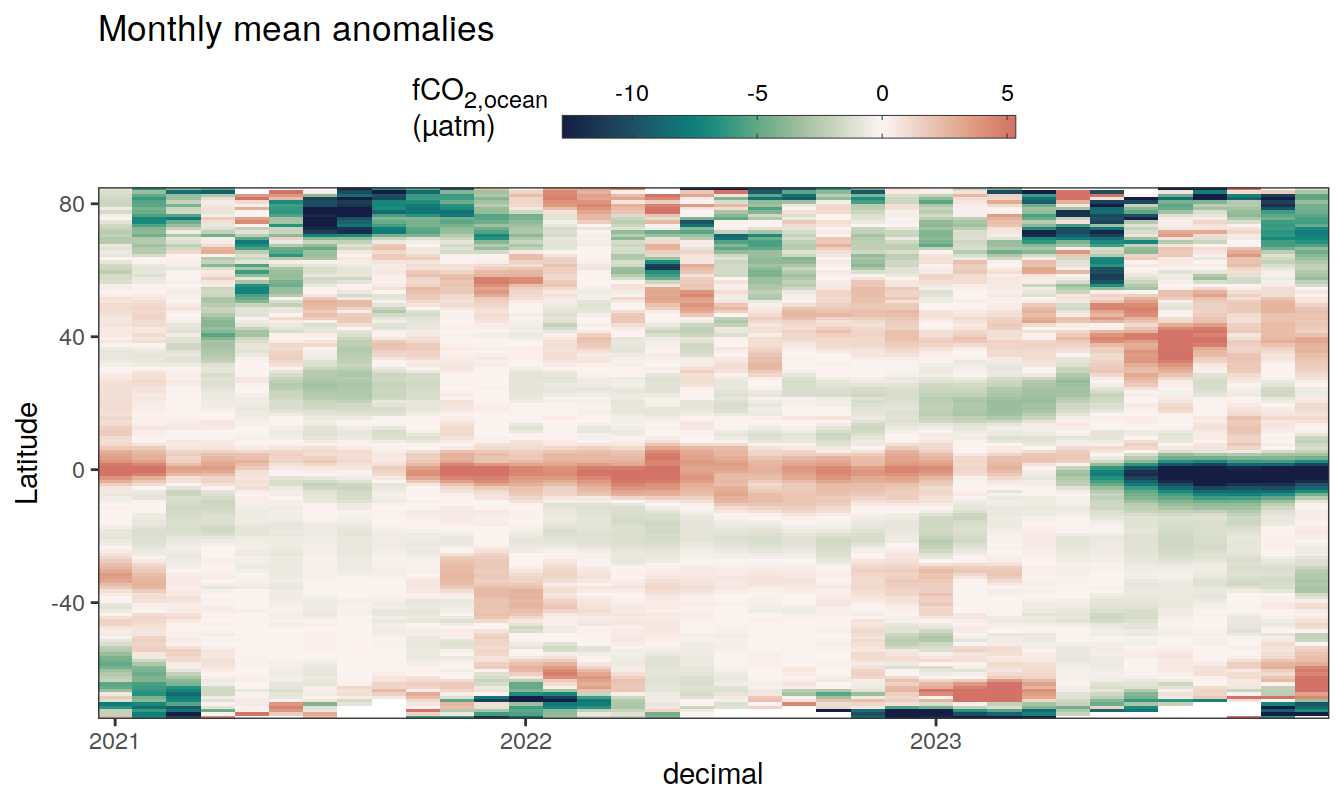 Monthly mean anomalies
fCO2,ocean
(µatm)
-10 -5 0 5
Latitude
80
40
0
-40
2021 2022 2023
decimal